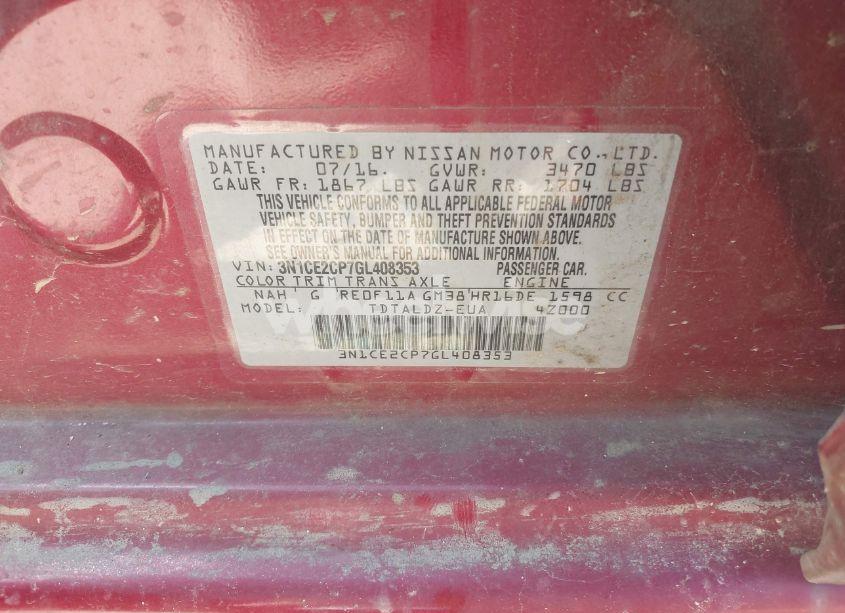 MANUFACTURED BY NISSAN MOTOR CO., LTD.
DATE: 07/16. GVWR: 3470 LBS
GAWR FR: 1867 LBS GAWR RR: 1704 LBS
THIS VEHICLE CONFORMS TO ALL APPLICABLE FEDERAL MOTOR
VEHICLE SAFETY, BUMPER AND THEFT PREVENTION STANDARDS
IN EFFECT ON THE DATE OF MANUFACTURE SHOWN ABOVE.
SEE OWNER'S MANUAL FOR ADDITIONAL INFORMATION
VIN: 3N1CE2CP7GL408353 PASSENGER CAR.
COLOR TRIM TRANS AXLE ENGINE
NAH G RE0F11A GM38 HR16DE 1598 CC
MODEL: TDTALDZ-EUA 4Z000
3N1CE2CP7GL408353